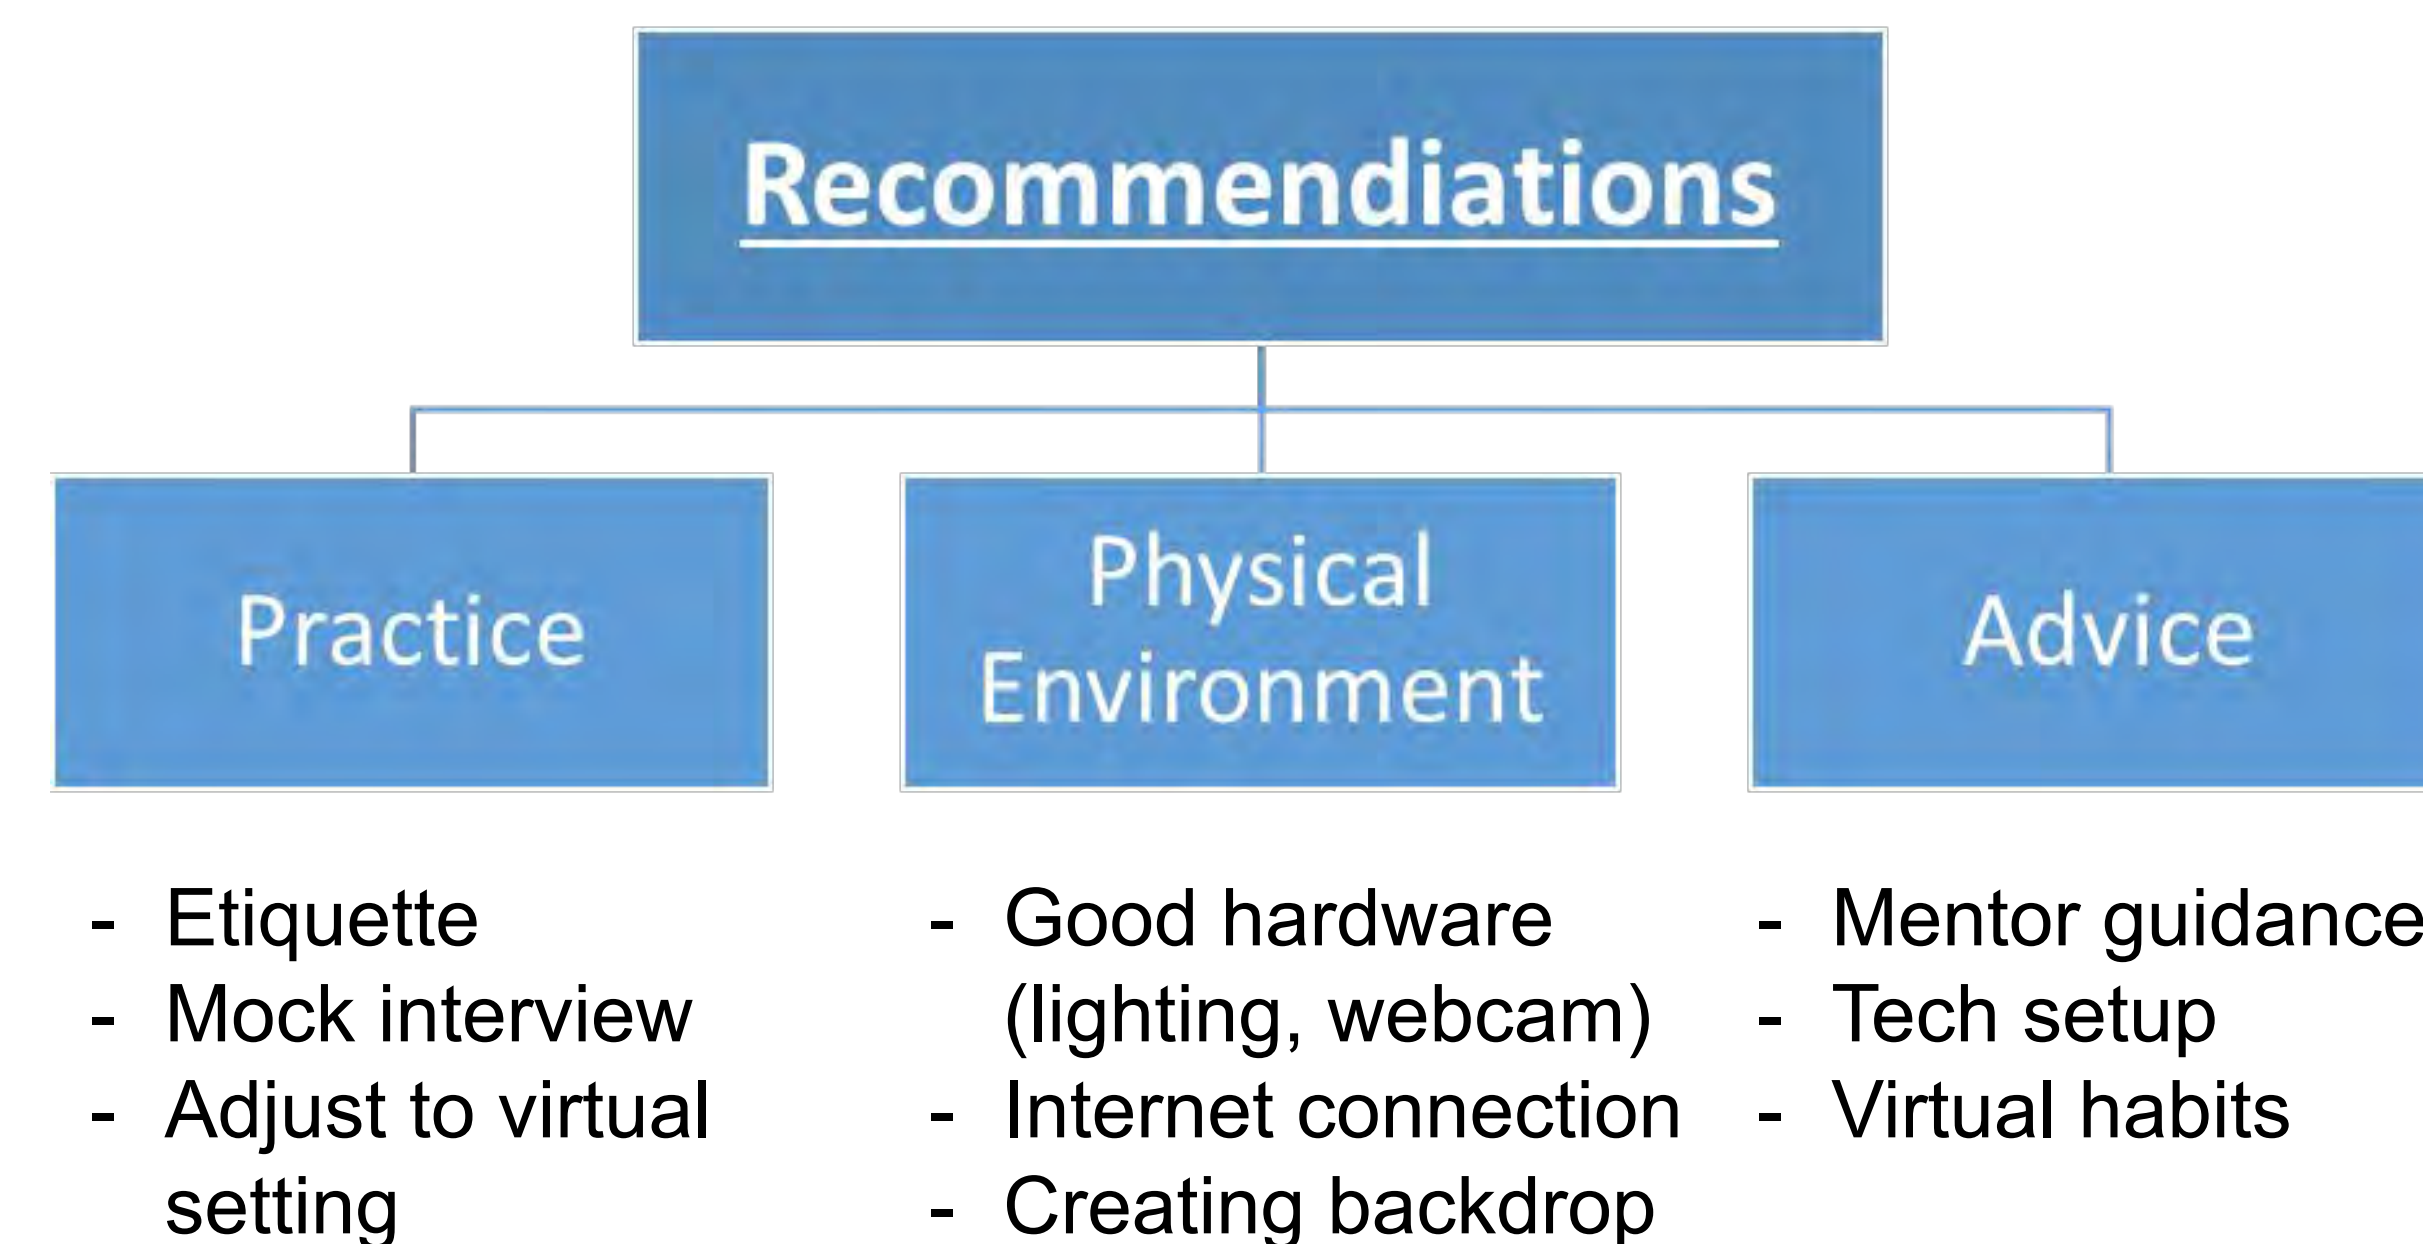 Recommendiations
Practice
Physical
Environment
Advice
- Etiquette
- Mock interview
- Adjust to virtual
setting
- Good hardware
(lighting, webcam)
- Internet connection
- Creating backdrop
- Mentor guidance
- Tech setup
- Virtual habits